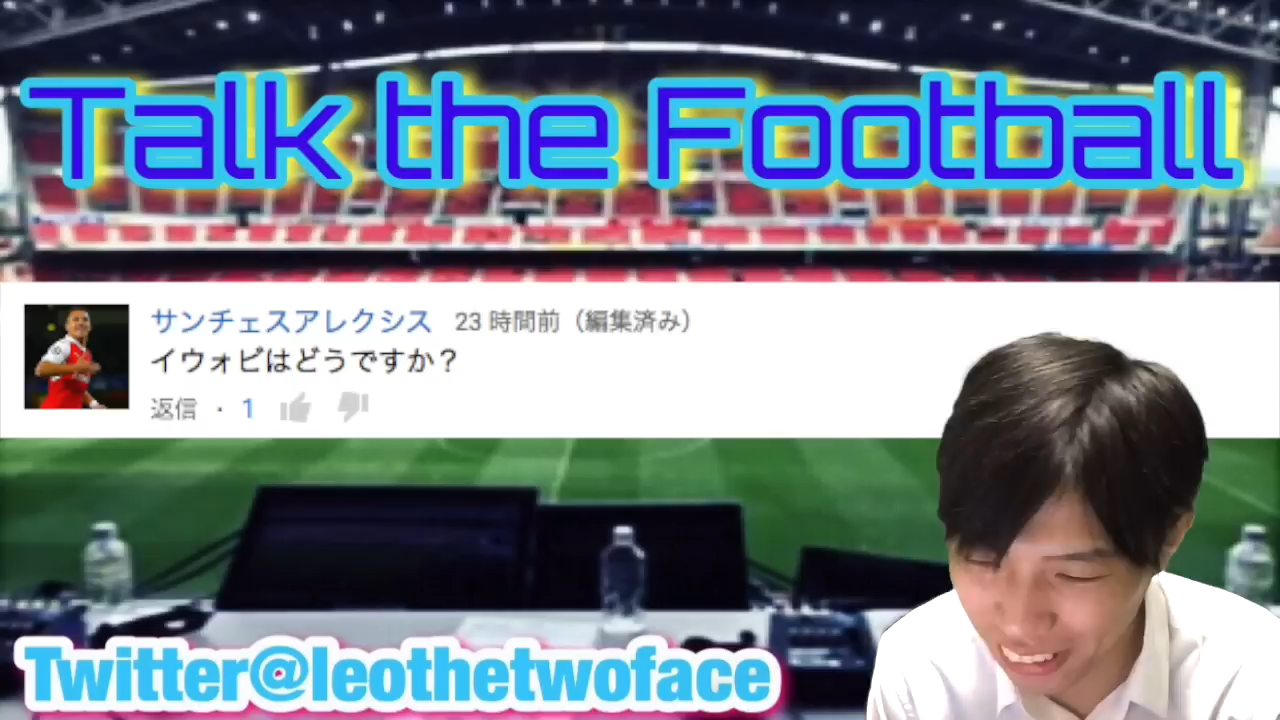 Talk the Football
サンチェスアレクシス 23 時間前（編集済み）
イウォビはどうですか？
返信 · 1
Twitter@leothetwoface